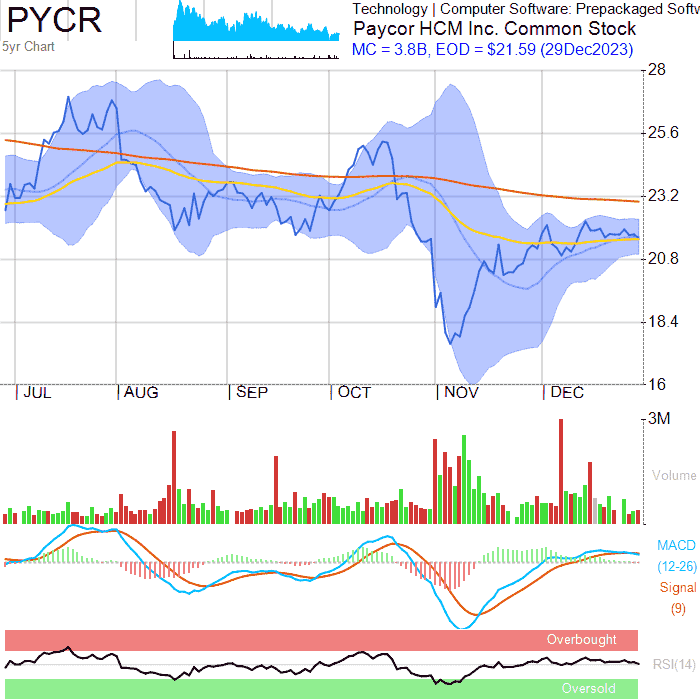 PYCR
5yr Chart
Technology | Computer Software: Prepackaged Softw
Paycor HCM Inc. Common Stock
MC = 3.8B, EOD = $21.59 (29Dec2023)
28
25.6
23.2
20.8
18.4
16
JUL AUG SEP OCT NOV DEC
3M
Volume
MACD
(12-26)
Signal
(9)
Overbought
RSI(14)
Oversold